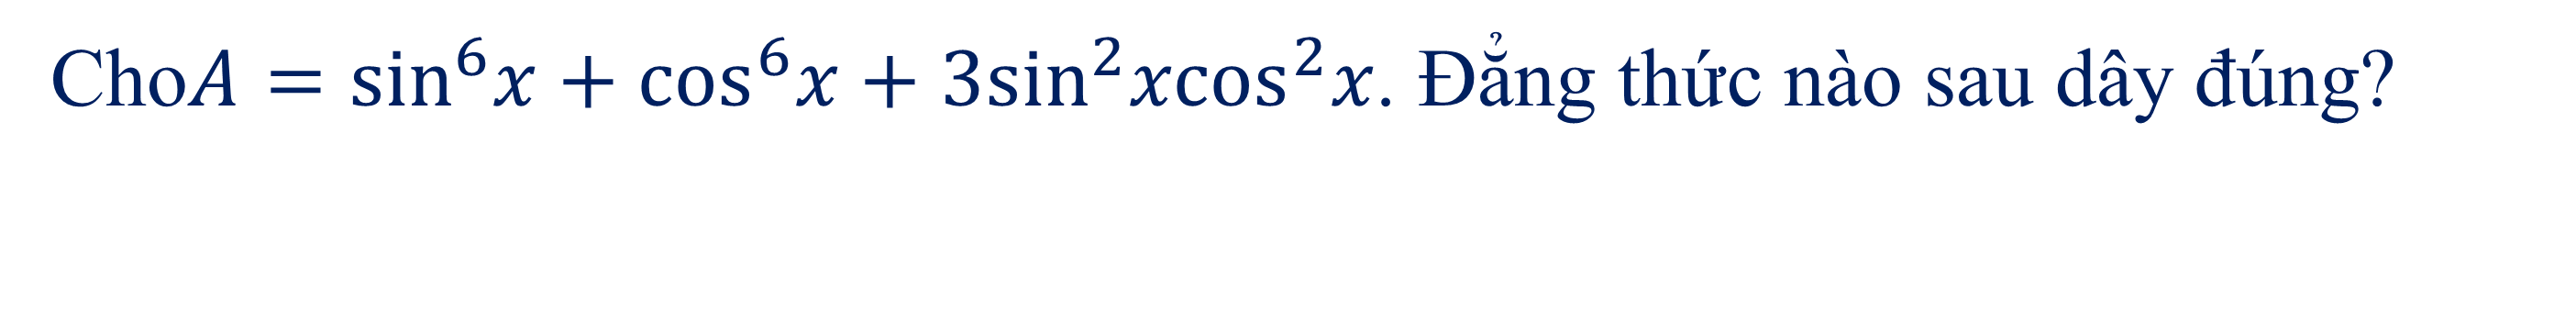 Cho𝐴 = sin⁶𝑥 + cos⁶𝑥 + 3sin²𝑥cos²𝑥. Đẳng thức nào sau dây đúng?